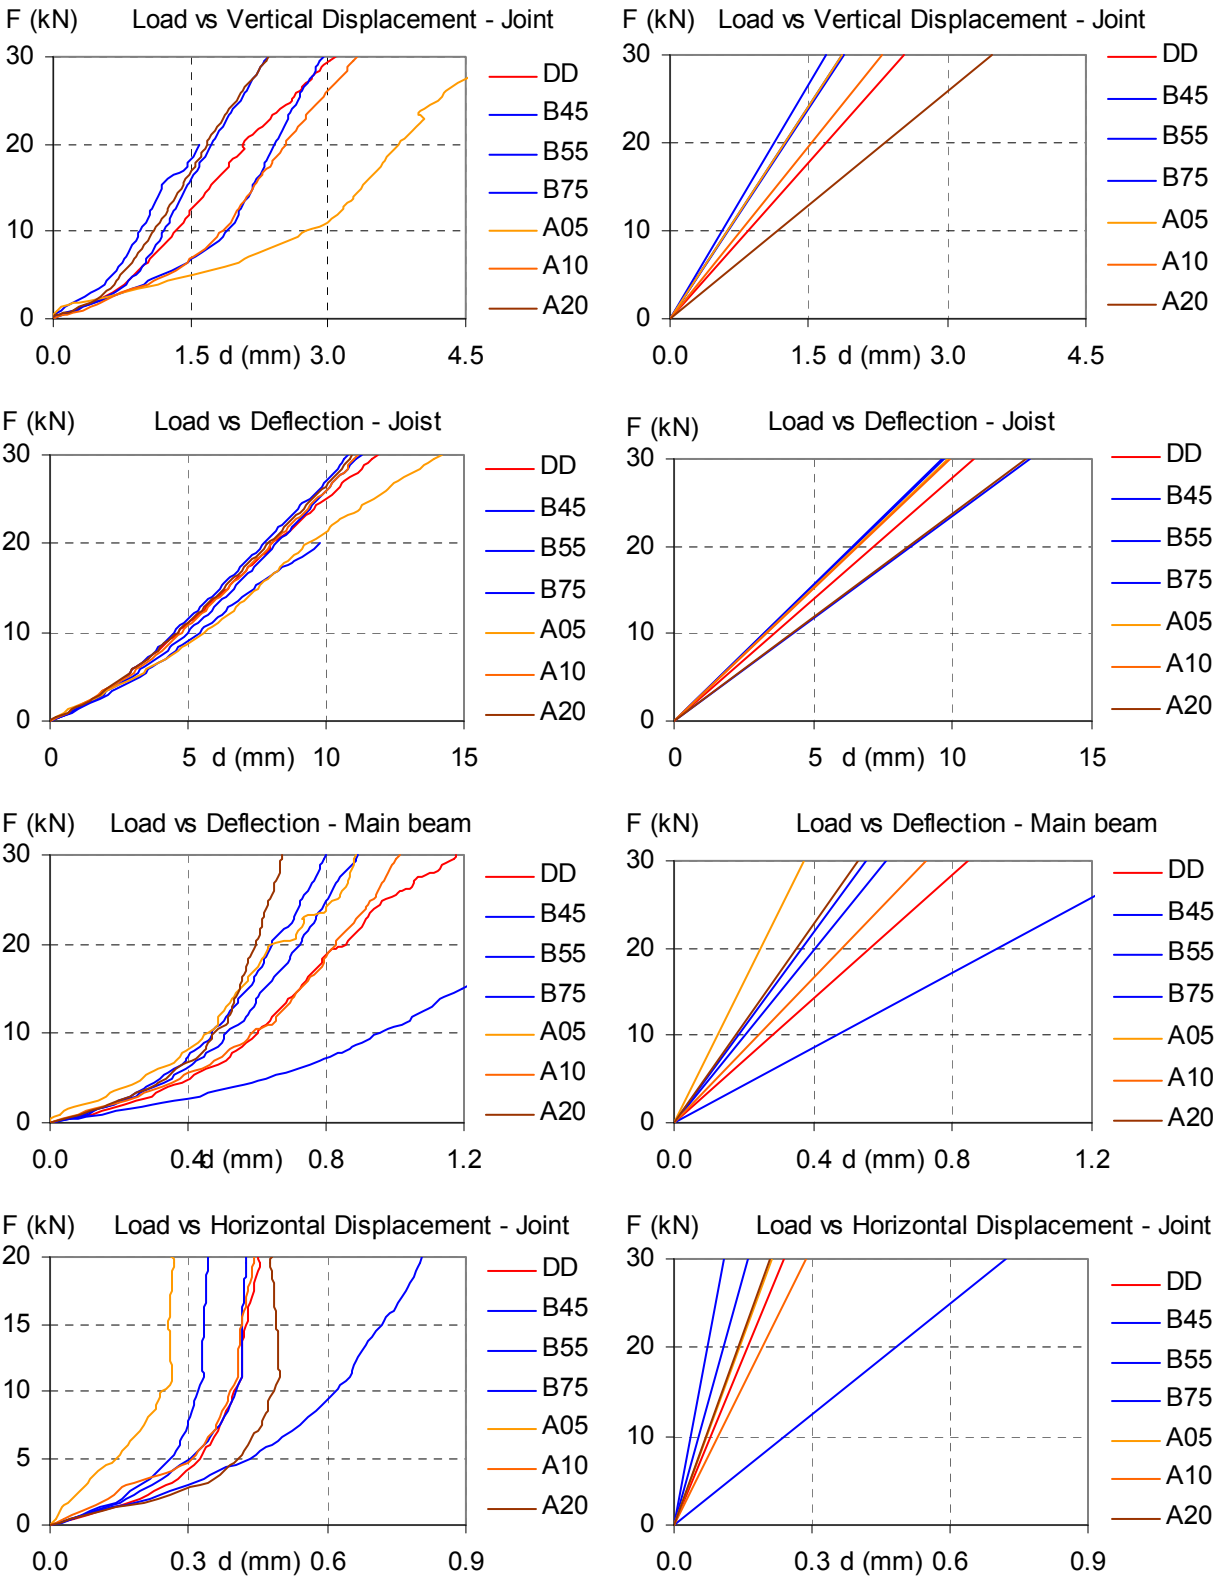 F (kN) Load vs Vertical Displacement - Joint
30
20
10
0
0.0 1.5 d (mm) 3.0 4.5
DD
B45
B55
B75
A05
A10
A20
F (kN) Load vs Vertical Displacement - Joint
30
20
10
0
0.0 1.5 d (mm) 3.0 4.5
DD
B45
B55
B75
A05
A10
A20
F (kN) Load vs Deflection - Joist
30
20
10
0
0 5 d (mm) 10 15
DD
B45
B55
B75
A05
A10
A20
F (kN) Load vs Deflection - Joist
30
20
10
0
0 5 d (mm) 10 15
DD
B45
B55
B75
A05
A10
A20
F (kN) Load vs Deflection - Main beam
30
20
10
0
0.0 0.4 d (mm) 0.8 1.2
DD
B45
B55
B75
A05
A10
A20
F (kN) Load vs Deflection - Main beam
30
20
10
0
0.0 0.4 d (mm) 0.8 1.2
DD
B45
B55
B75
A05
A10
A20
F (kN) Load vs Horizontal Displacement - Joint
20
15
10
5
0
0.0 0.3 d (mm) 0.6 0.9
DD
B45
B55
B75
A05
A10
A20
F (kN) Load vs Horizontal Displacement - Joint
30
20
10
0
0.0 0.3 d (mm) 0.6 0.9
DD
B45
B55
B75
A05
A10
A20